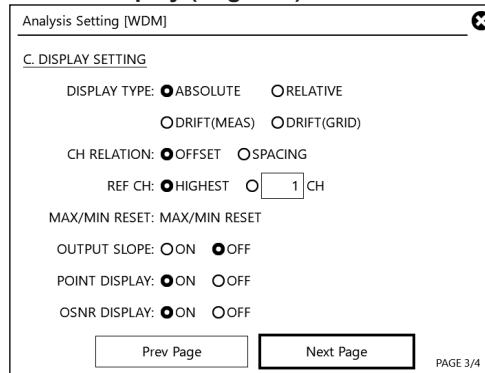 Analysis Setting [WDM]
C. DISPLAY SETTING
DISPLAY TYPE: ABSOLUTE RELATIVE
DRIFT(MEAS) DRIFT(GRID)
CH RELATION: OFFSET SPACING
REF CH: HIGHEST 1 CH
MAX/MIN RESET: MAX/MIN RESET
OUTPUT SLOPE: ON OFF
POINT DISPLAY: ON OFF
OSNR DISPLAY: ON OFF
Prev Page Next Page PAGE 3/4